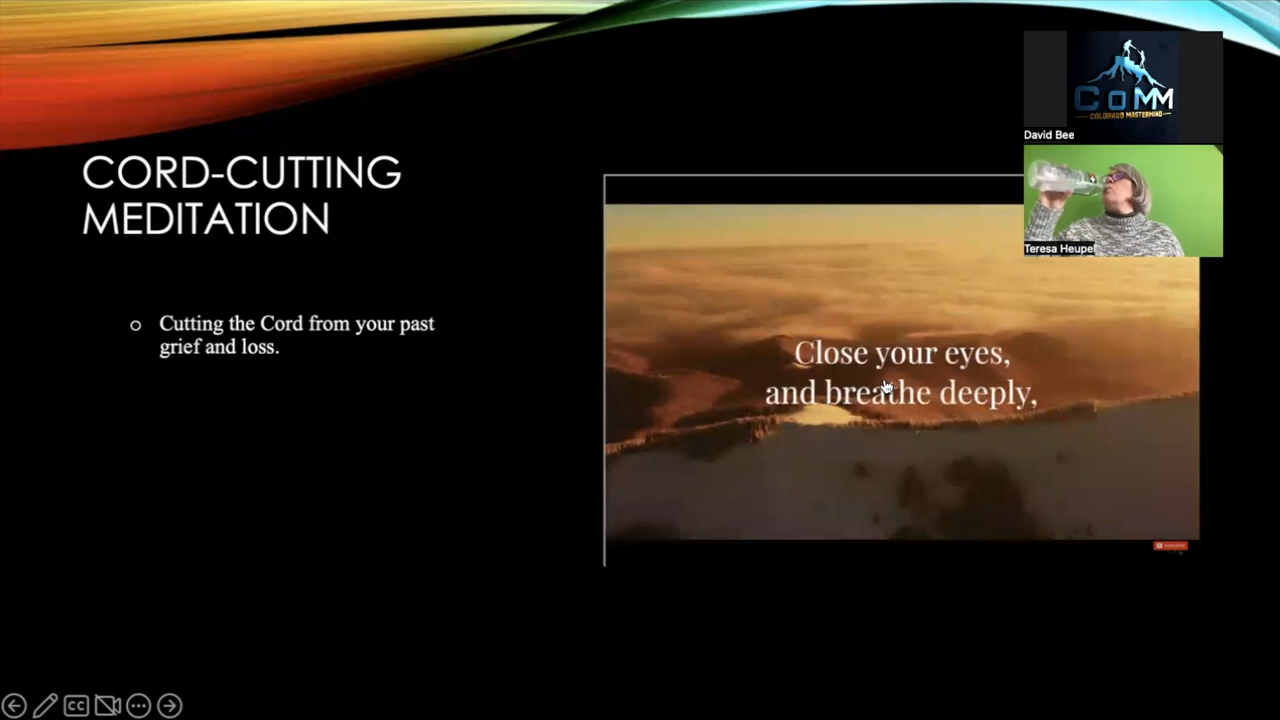 CORD-CUTTING
MEDITATION
Cutting the Cord from your past
grief and loss.
Close your eyes,
and breathe deeply,
CoMM
COLORADO MASTERMIND
David Bee
Teresa Heupel
CC